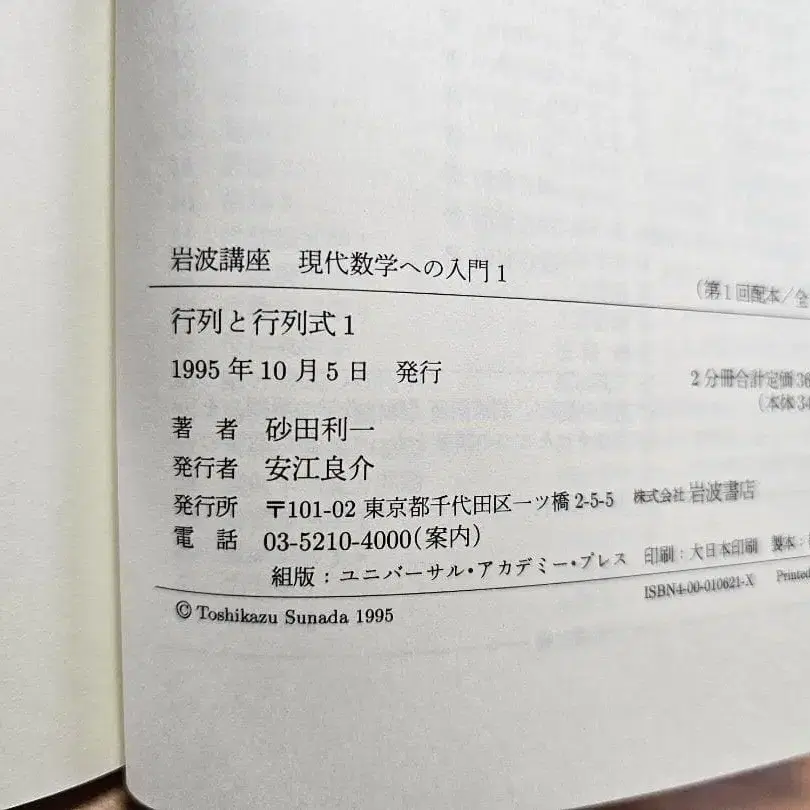 岩波講座　現代数学への入門 1
(第1回配本/全
行列と行列式 1
1995 年 10 月 5 日　発行
2 分冊合計定価 36
(本体 34
著　者　砂田利一
発行者　安江良介
発行所　〒101-02 東京都千代田区一ツ橋 2-5-5　株式会社 岩波書店
電　話　03-5210-4000(案内)
組版：ユニバーサル・アカデミー・プレス　印刷：大日本印刷　製本：
ISBN4-00-010621-X　Printed
© Toshikazu Sunada 1995